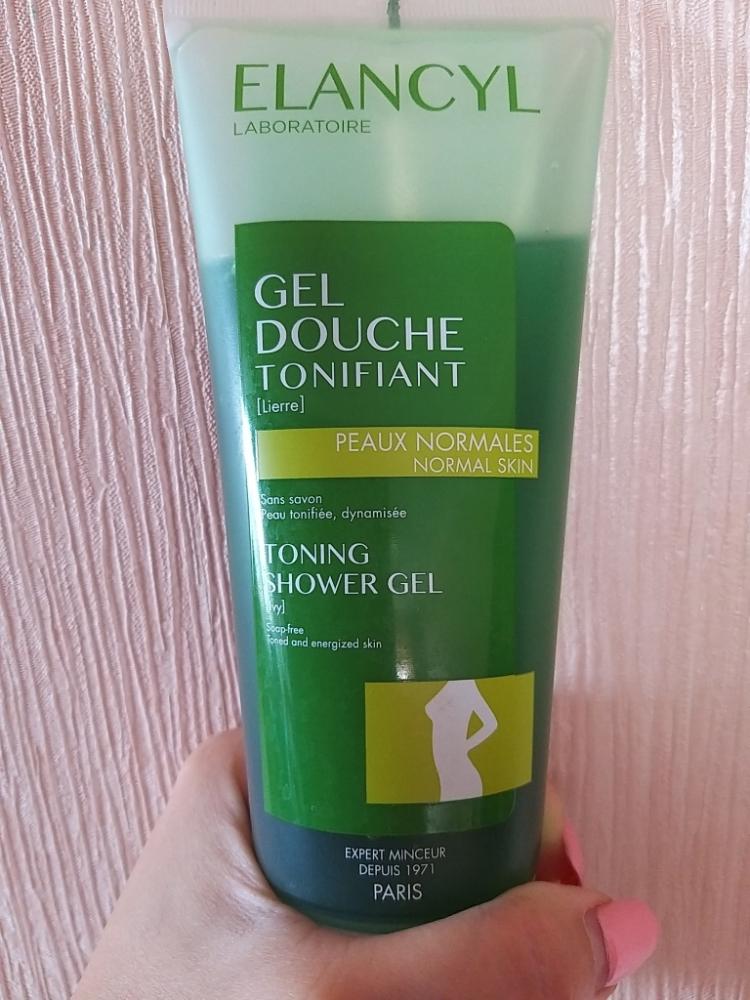 ELANCYL
LABORATOIRE
GEL
DOUCHE
TONIFIANT
[Lierre]
PEAUX NORMALES
NORMAL SKIN
Sans savon
Peau tonifiée, dynamisée
TONING
SHOWER GEL
[Ivy]
Soap-free
Toned and energized skin
EXPERT MINCEUR
DEPUIS 1971
PARIS